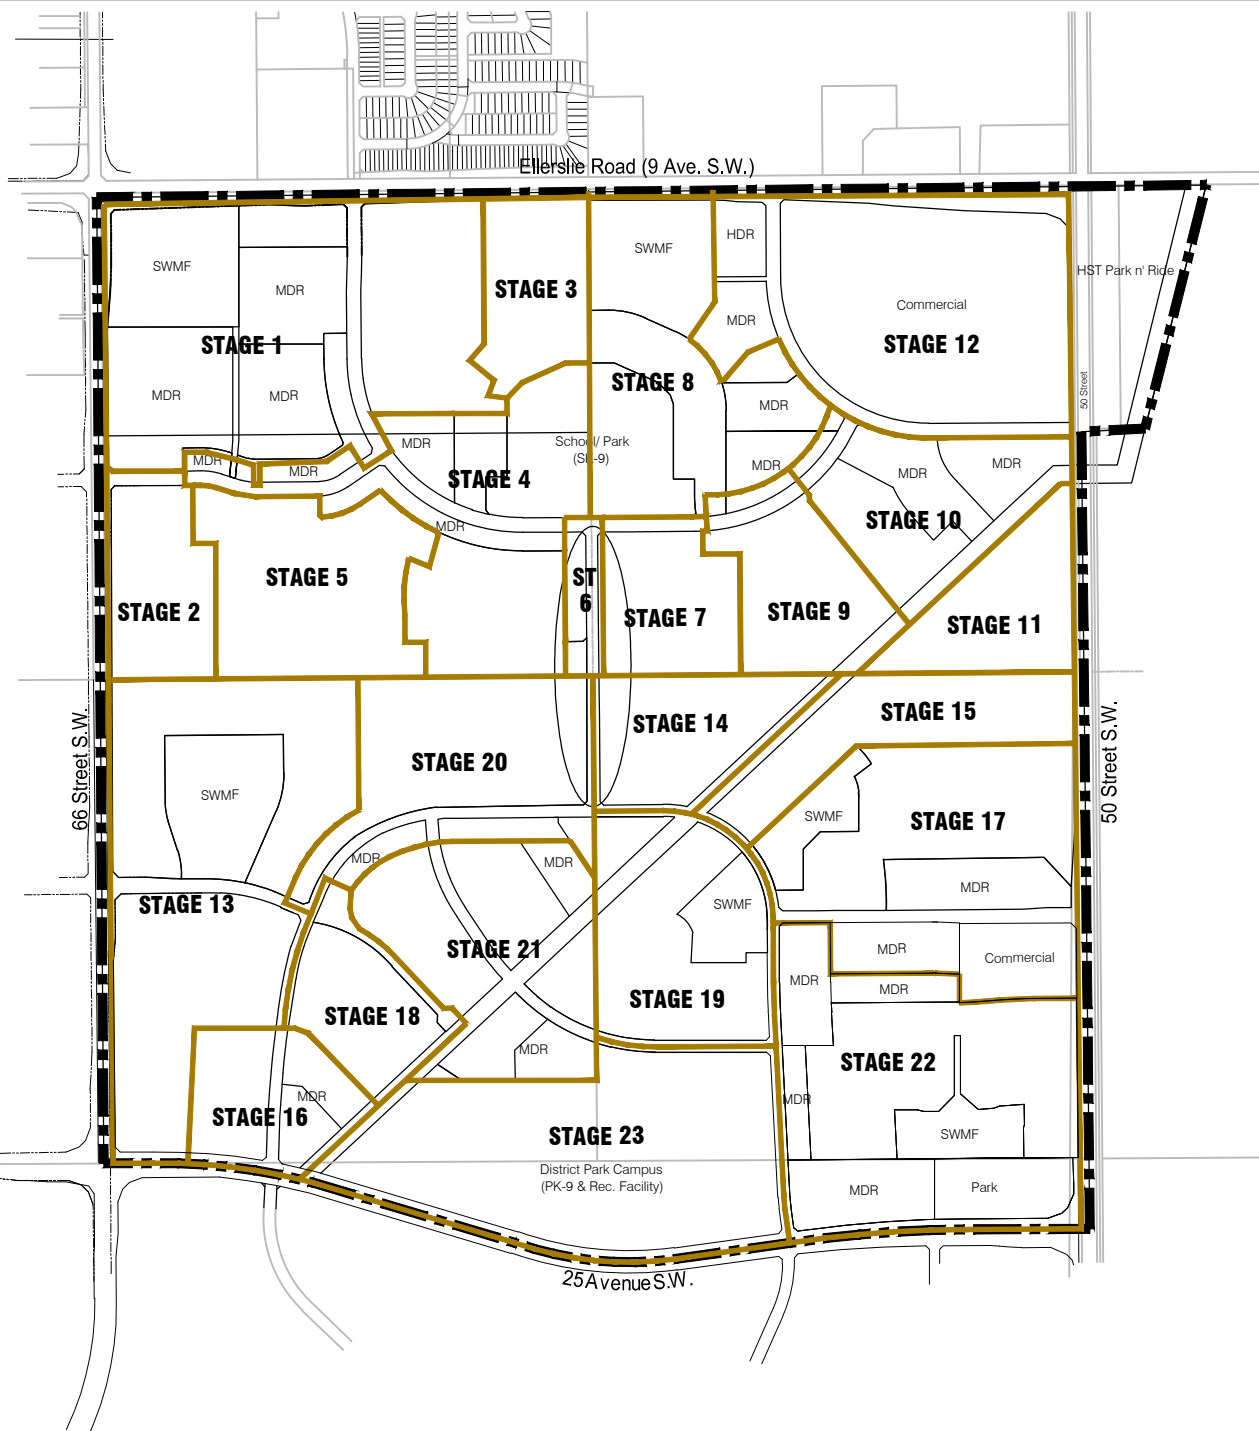 Ellerslie Road (9 Ave. S.W.)
HDR
SWMF
SWMF
HST Park n' Ride
MDR
STAGE 3
Commercial
MDR
STAGE 1
STAGE 12
STAGE 8
50 Street
MDR
MDR
MDR
MDR
School/ Park
(SK-9)
MDR
MDR
MDR
MDR
MDR
STAGE 4
STAGE 10
MDR
STAGE 5
ST
6
STAGE 2
STAGE 7
STAGE 9
STAGE 11
STAGE 14
STAGE 15
66 Street S.W.
50 Street S.W.
STAGE 20
SWMF
SWMF
STAGE 17
MDR
MDR
MDR
STAGE 13
SWMF
STAGE 21
MDR
Commercial
MDR
MDR
STAGE 19
STAGE 18
MDR
STAGE 22
MDR
MDR
STAGE 16
STAGE 23
SWMF
District Park Campus
(PK-9 & Rec. Facility)
MDR
Park
25 Avenue S.W.